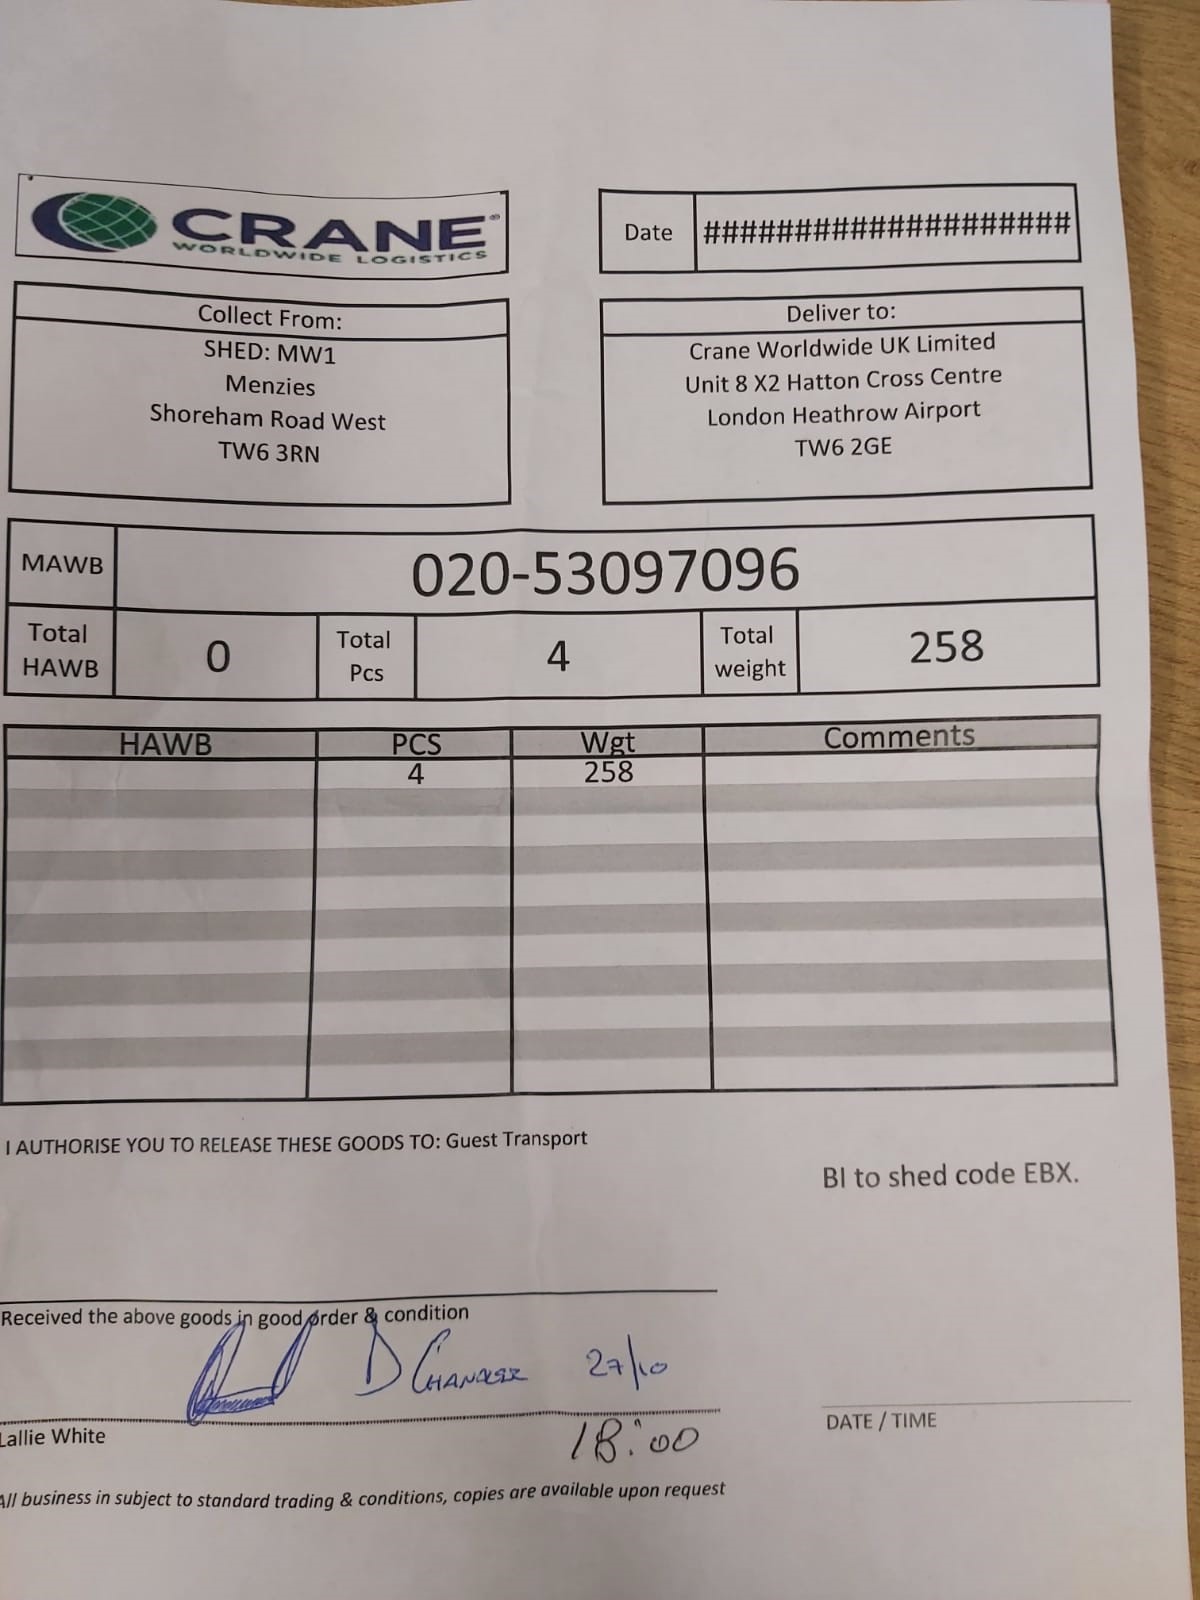 CRANE®
WORLDWIDE LOGISTICS
Date ####################
Collect From:
SHED: MW1
Menzies
Shoreham Road West
TW6 3RN
Deliver to:
Crane Worldwide UK Limited
Unit 8 X2 Hatton Cross Centre
London Heathrow Airport
TW6 2GE
MAWB 020-53097096
Total HAWB 0 Total Pcs 4 Total weight 258
HAWB PCS Wgt Comments
4 258
I AUTHORISE YOU TO RELEASE THESE GOODS TO: Guest Transport
BI to shed code EBX.
Received the above goods in good order & condition
D 27/10
Lallie White 18:00
DATE / TIME
All business in subject to standard trading & conditions, copies are available upon request